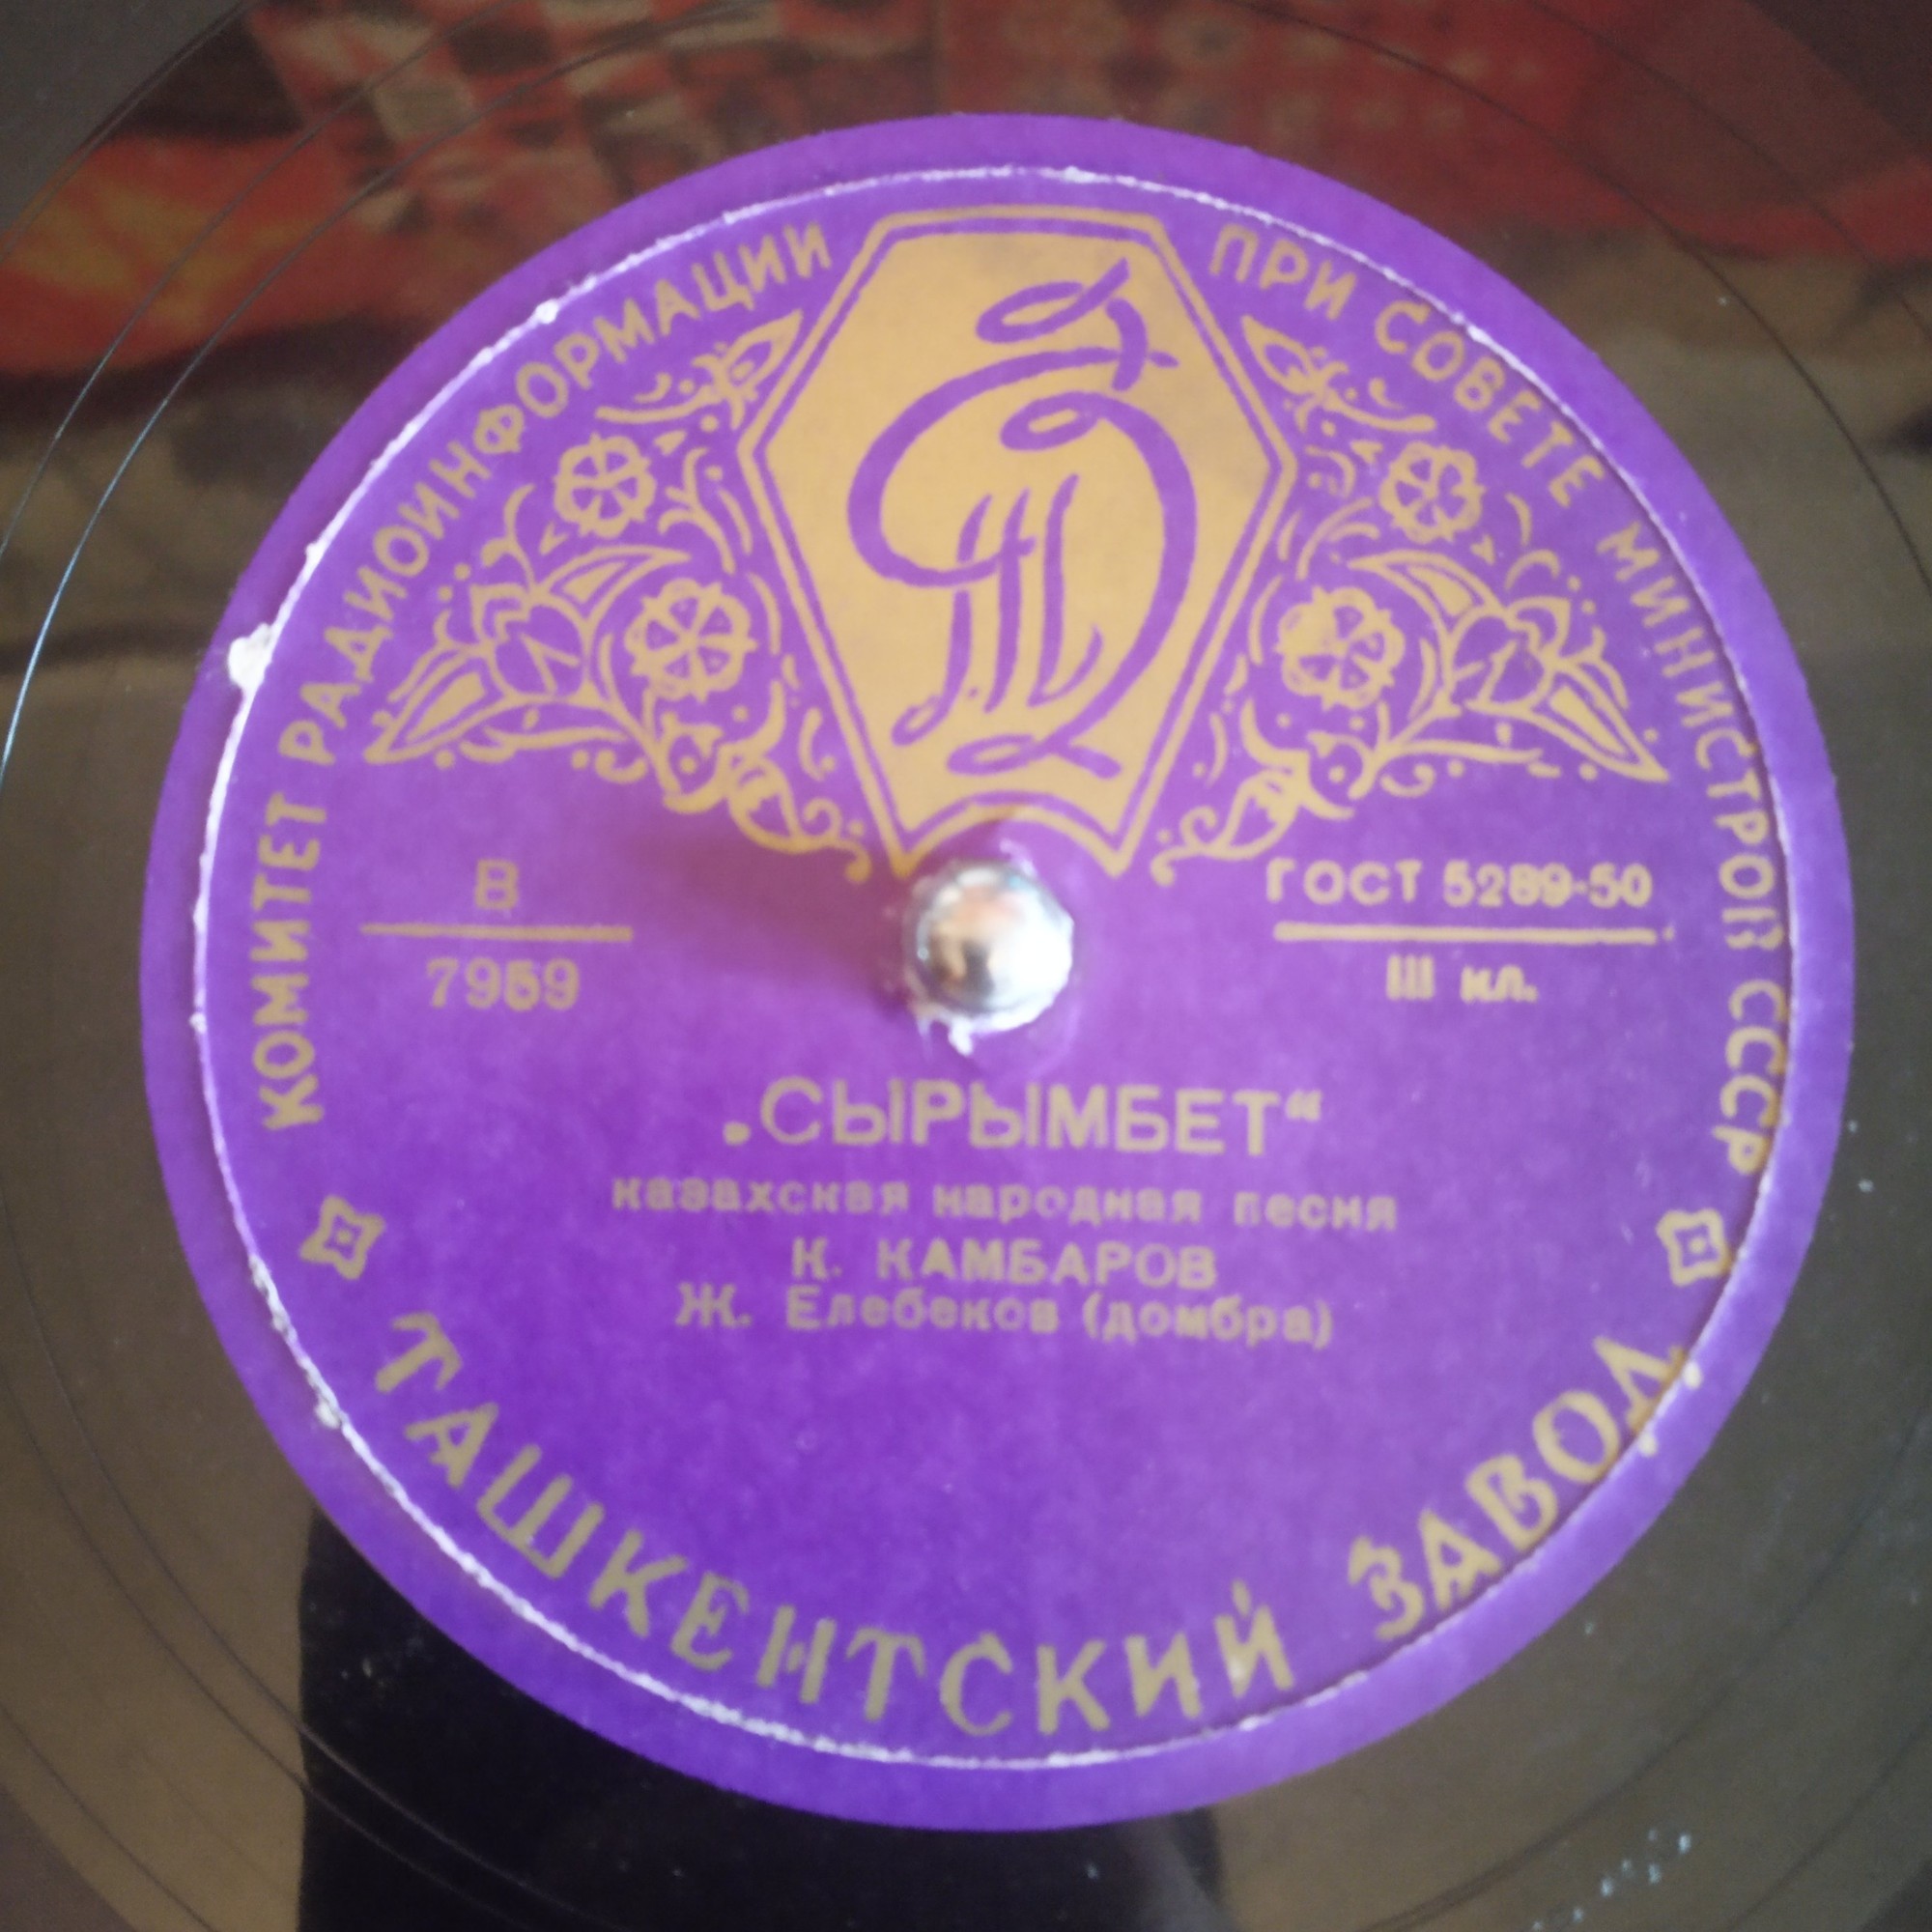 КОМИТЕТ РАДИОИНФОРМАЦИИ ПРИ СОВЕТЕ МИНИСТРОВ СССР
В
7959
ГОСТ 5289-50
III кл.
„СЫРЫМБЕТ“
казахская народная песня
К. КАМБАРОВ
Ж. Елебеков (домбра)
ТАШКЕНТСКИЙ ЗАВОД